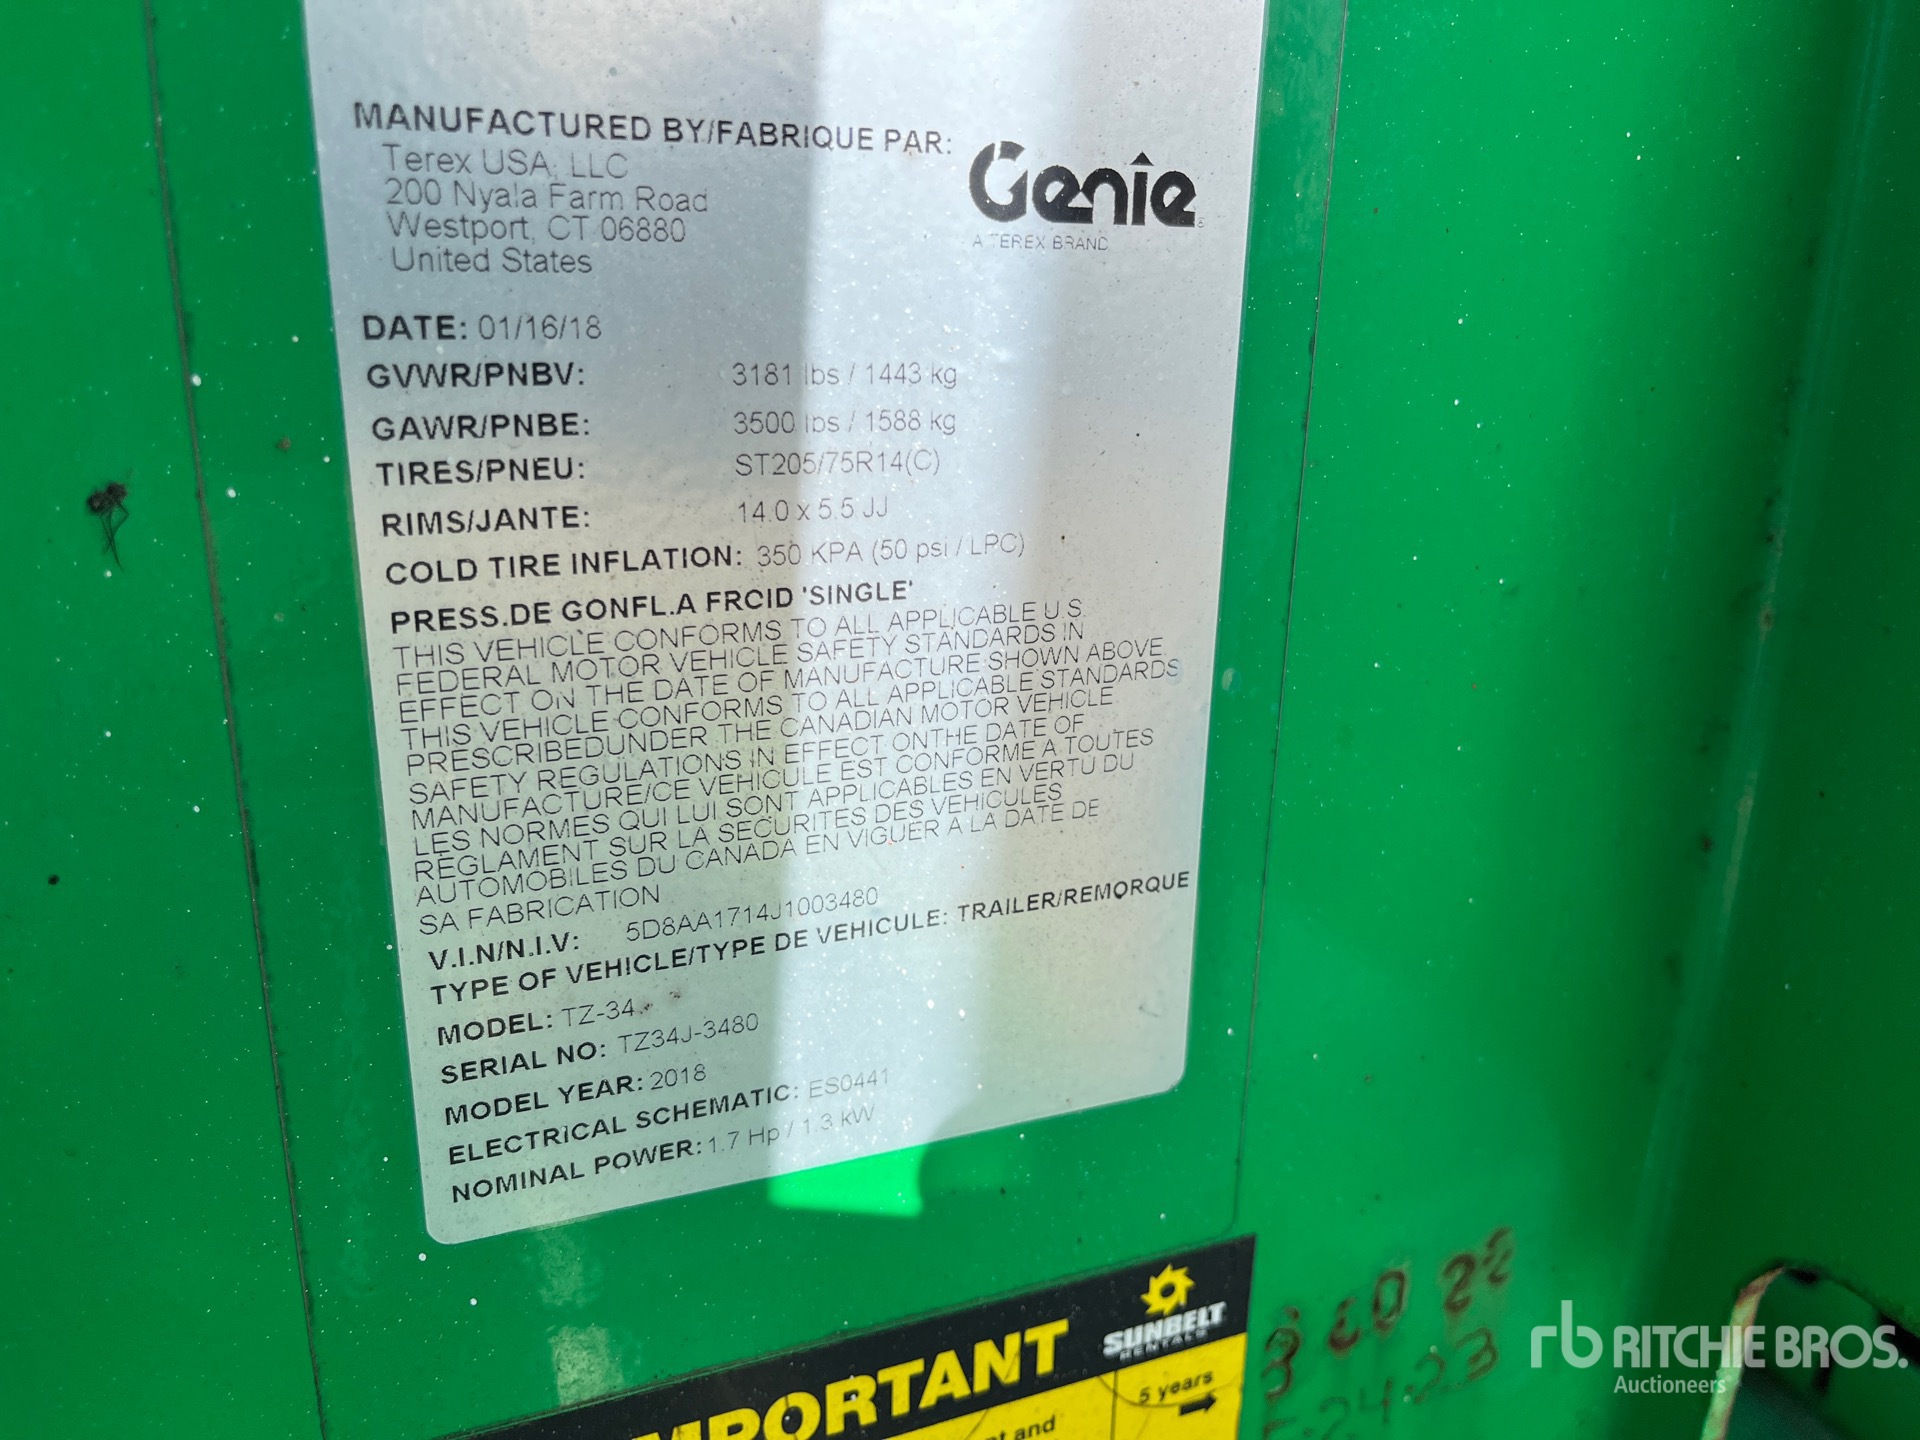 MANUFACTURED BY/FABRIQUE PAR:
Terex USA, LLC
200 Nyala Farm Road
Westport, CT 06880
United States
Genie
A TEREX BRAND
DATE: 01/16/18
GVWR/PNBV: 3181 lbs / 1443 kg
GAWR/PNBE: 3500 lbs / 1588 kg
TIRES/PNEU: ST205/75R14(C)
RIMS/JANTE: 14.0 x 5.5 JJ
COLD TIRE INFLATION: 350 KPA (50 psi / LPC)
PRESS.DE GONFL.A FROID 'SINGLE'
THIS VEHICLE CONFORMS TO ALL APPLICABLE U.S.
FEDERAL MOTOR VEHICLE SAFETY STANDARDS IN
EFFECT ON THE DATE OF MANUFACTURE SHOWN ABOVE.
THIS VEHICLE CONFORMS TO ALL APPLICABLE STANDARDS
PRESCRIBEDUNDER THE CANADIAN MOTOR VEHICLE
SAFETY REGULATIONS IN EFFECT ONTHE DATE OF
MANUFACTURE/CE VEHICULE EST CONFORME A TOUTES
LES NORMES QUI LUI SONT APPLICABLES EN VERTU DU
REGLAMENT SUR LA SECURITES DES VEHICULES
AUTOMOBILES DU CANADA EN VIGUER A LA DATE DE
SA FABRICATION
V.I.N/N.I.V: 5D8AA1714J1003480
TYPE OF VEHICLE/TYPE DE VEHICULE: TRAILER/REMORQUE
MODEL: TZ-34
SERIAL NO: TZ34J-3480
MODEL YEAR: 2018
ELECTRICAL SCHEMATIC: ES0441
NOMINAL POWER: 1.7 Hp / 1.3 kW
SUNBELT
RENTALS
IMPORTANT
5 years
and
rb RITCHIE BROS.
Auctioneers